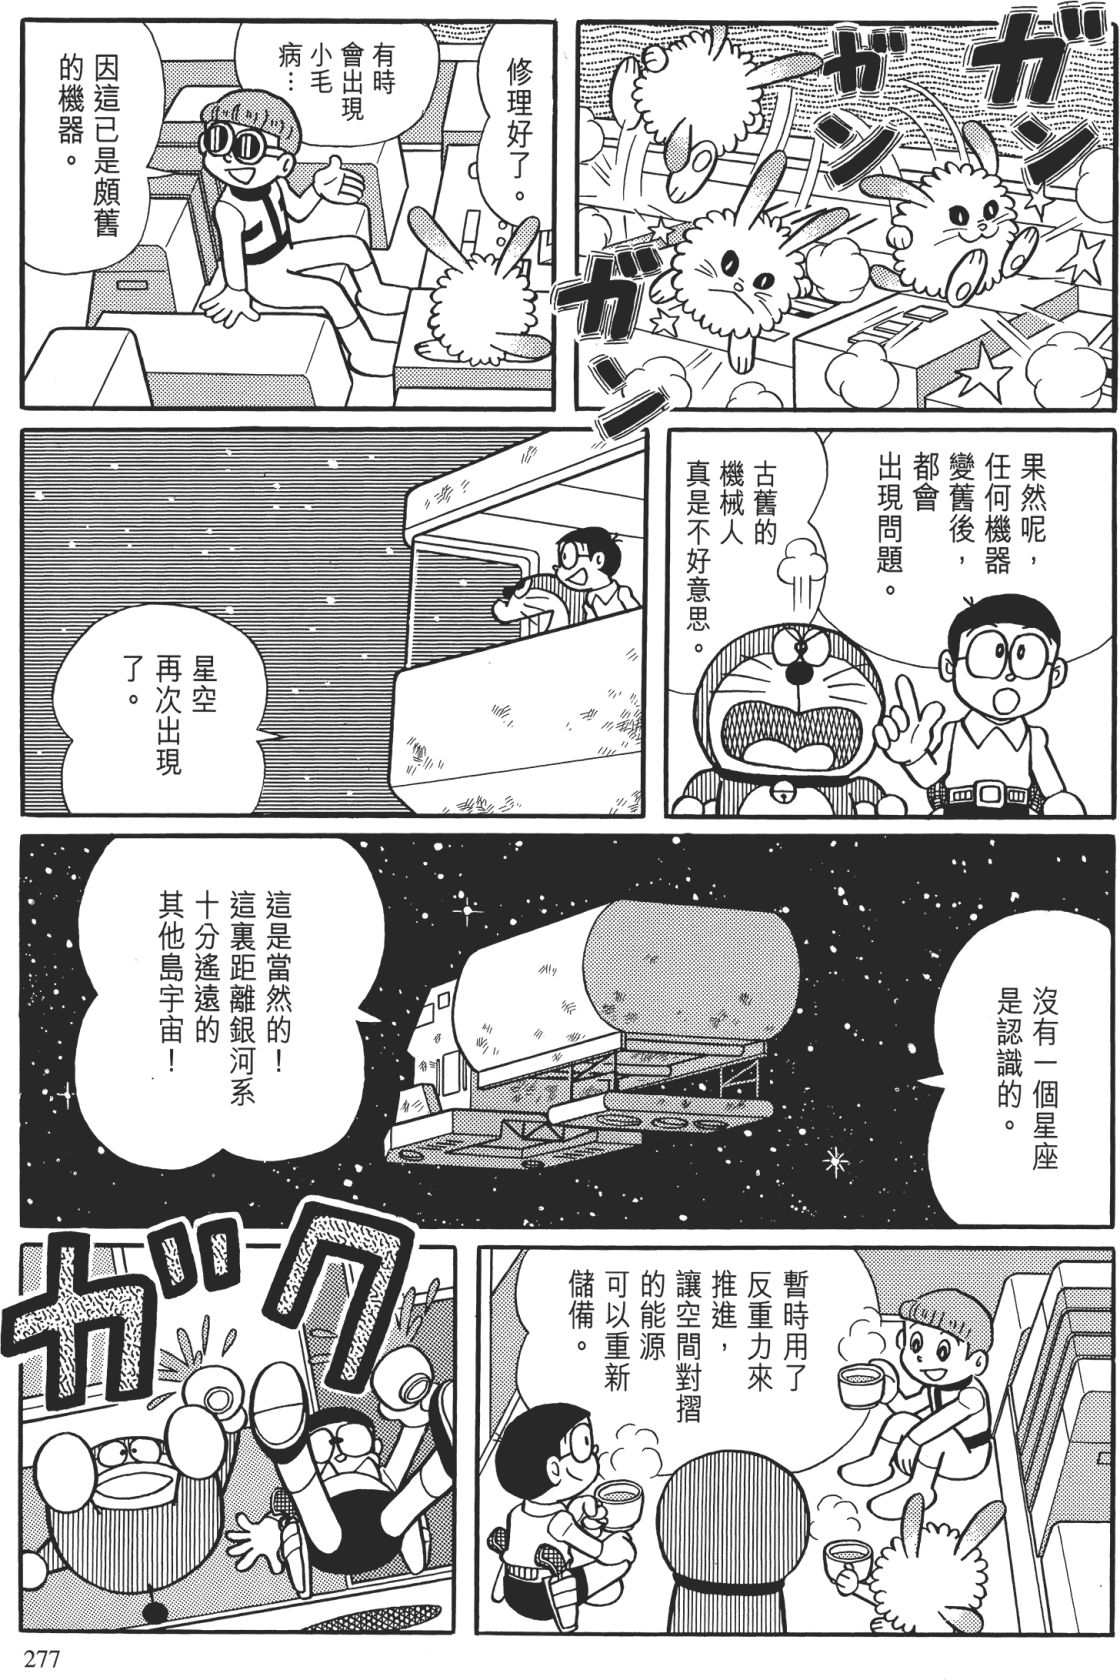 ガン
ガン
ガン
修理好了。
有時
會出現
小毛
病…
因這已是頗舊
的機器。
果然呢，
任何機器
變舊後，
都會
出現問題。
古舊的
機械人
真是不好意思。
星空
再次出現
了。
沒有一個星座
是認識的。
這是當然的！
這裏距離銀河系
十分遙遠的
其他島宇宙！
暫時用了
反重力來
推進，
讓空間對摺
的能源
可以重新
儲備。
ガク
277